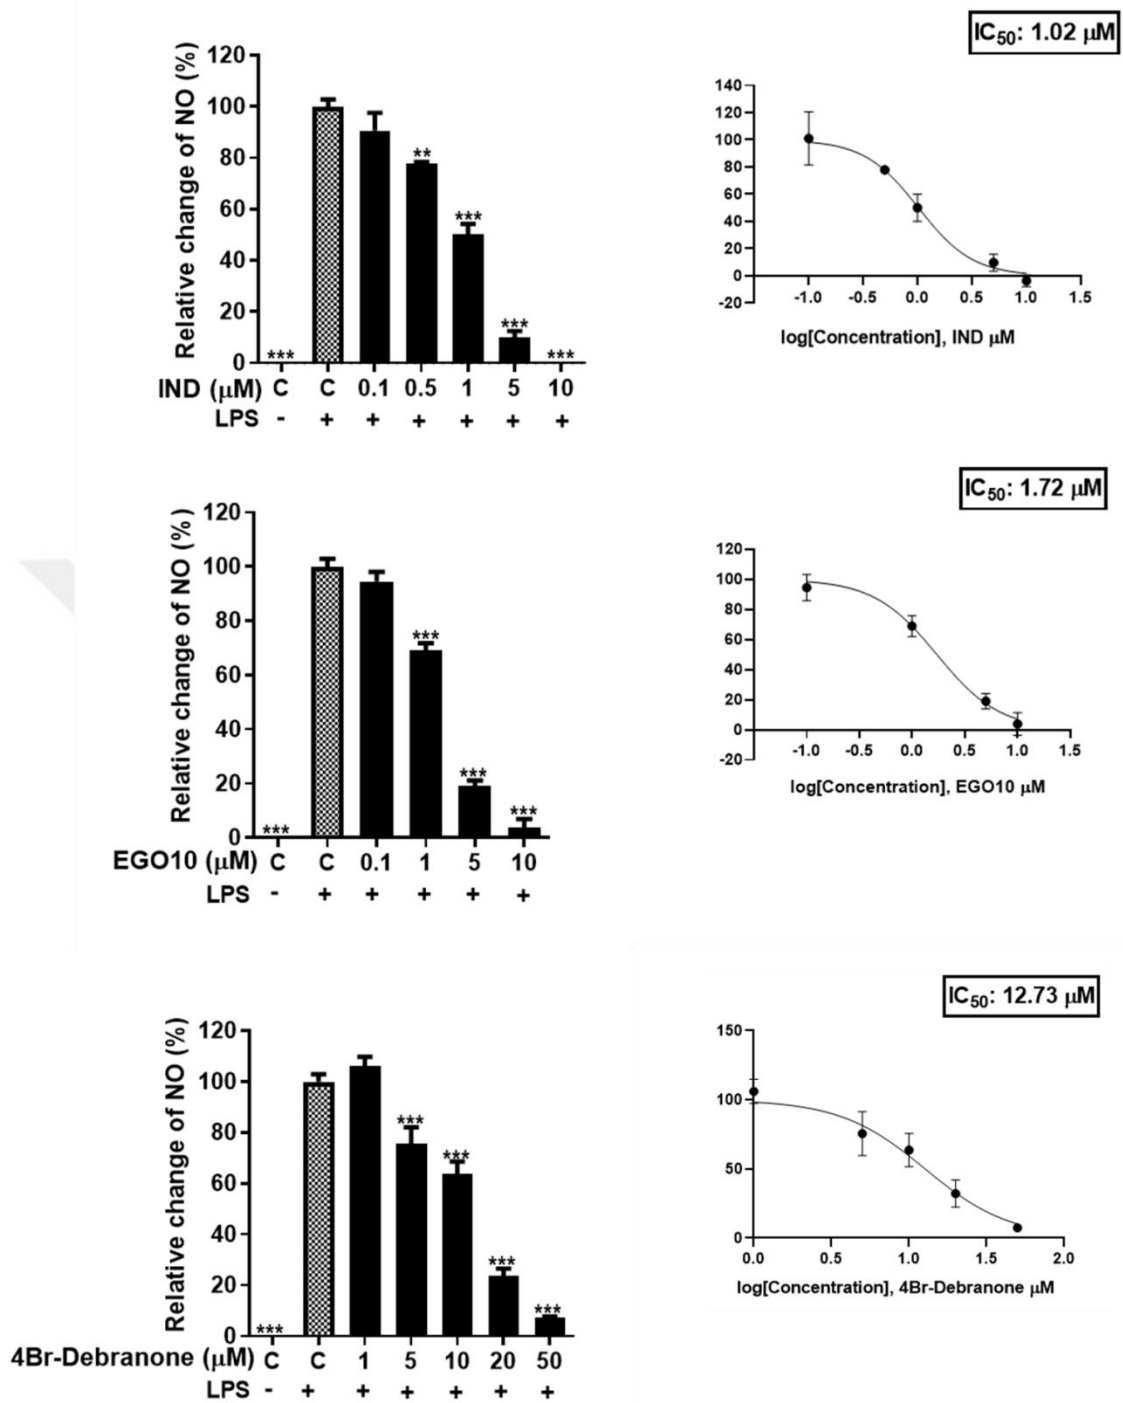 IC50: 1.02 µM
Relative change of NO (%)
120
100
80
60
40
20
0
*** ** *** *** ***
IND (µM) C C 0.1 0.5 1 5 10
LPS - + + + + + +
140
120
100
80
60
40
20
0
-20
-1.0 -0.5 0.0 0.5 1.0 1.5
log[Concentration], IND µM
IC50: 1.72 µM
Relative change of NO (%)
120
100
80
60
40
20
0
*** *** *** ***
EGO10 (µM) C C 0.1 1 5 10
LPS - + + + + +
120
100
80
60
40
20
0
-20
-1.0 -0.5 0.0 0.5 1.0 1.5
log[Concentration], EGO10 µM
IC50: 12.73 µM
Relative change of NO (%)
120
100
80
60
40
20
0
*** *** *** *** ***
4Br-Debranone (µM) C C 1 5 10 20 50
LPS - + + + + + +
150
100
50
0
0.0 0.5 1.0 1.5 2.0
log[Concentration], 4Br-Debranone µM